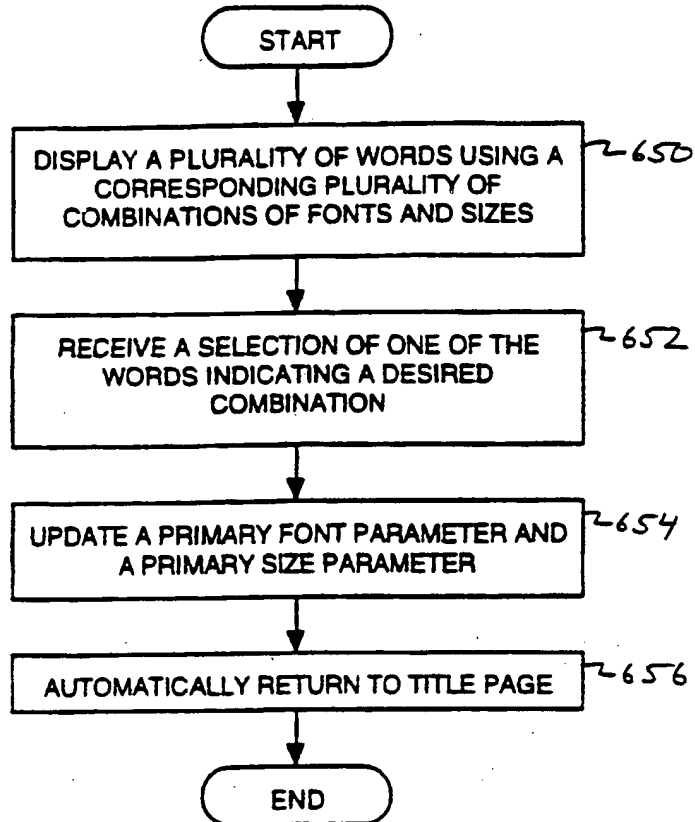 START
DISPLAY A PLURALITY OF WORDS USING A
CORRESPONDING PLURALITY OF
COMBINATIONS OF FONTS AND SIZES
650
RECEIVE A SELECTION OF ONE OF THE
WORDS INDICATING A DESIRED
COMBINATION
652
UPDATE A PRIMARY FONT PARAMETER AND
A PRIMARY SIZE PARAMETER
654
AUTOMATICALLY RETURN TO TITLE PAGE
656
END